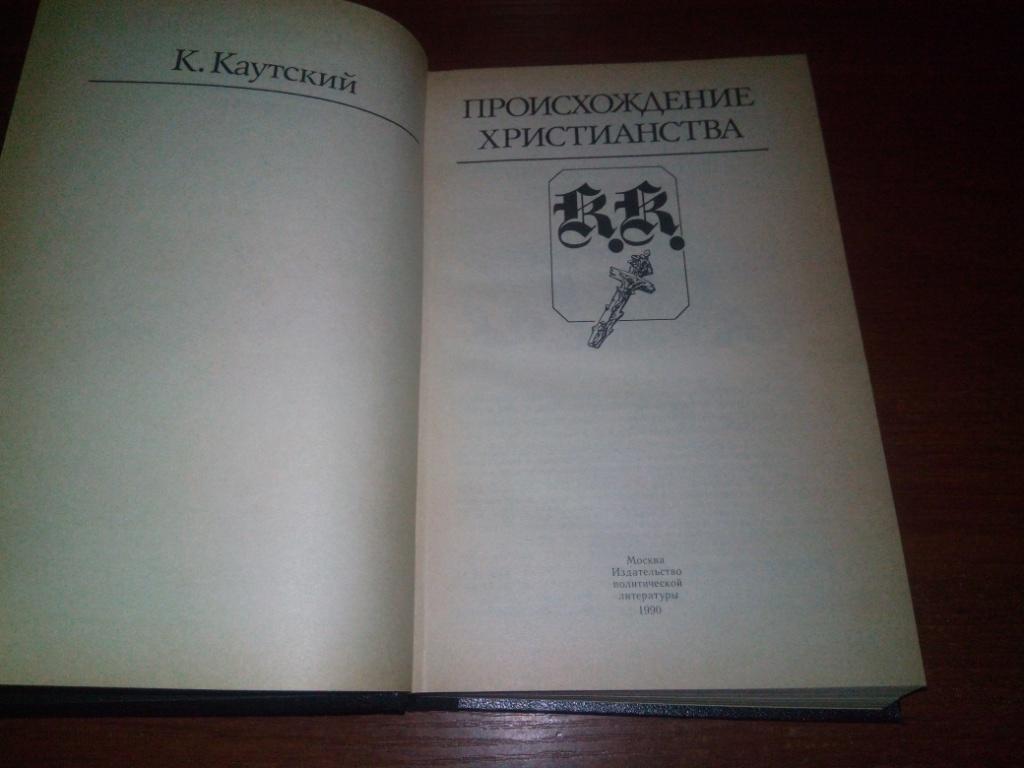 К. Каутский
ПРОИСХОЖДЕНИЕ
ХРИСТИАНСТВА
К.К.
Москва
Издательство
политической
литературы
1990